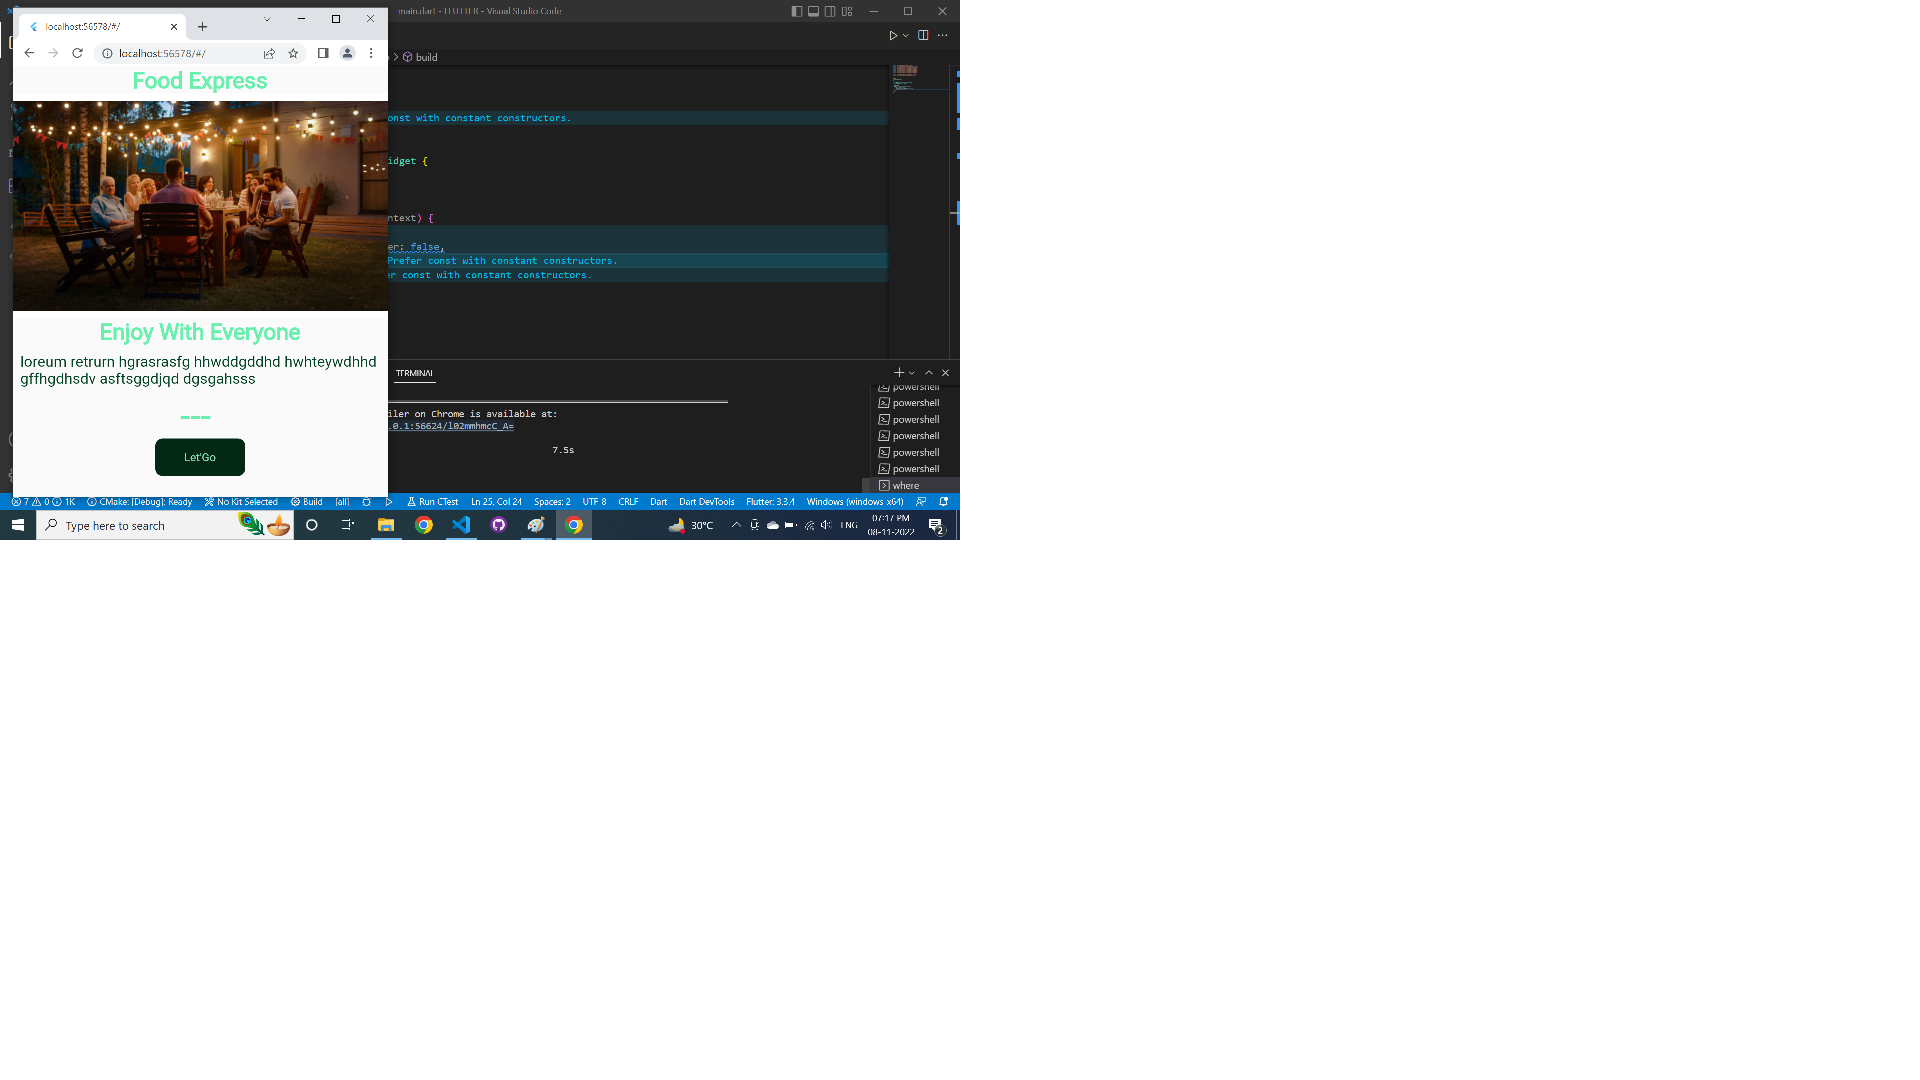 main.dart - FLUTTER - Visual Studio Code
localhost:56578/#/
localhost:56578/#/
build
Food Express
onst with constant constructors.
idget {
ntext) {
er: false,
Prefer const with constant constructors.
er const with constant constructors.
Enjoy With Everyone
loreum retrurn hgrasrasfg hhwddgddhd hwhteywdhhd
gffhgdhsdv asftsggdjqd dgsgahsss
---
Let'Go
TERMINAL
iler on Chrome is available at:
.0.1:56624/l02mmhmcC_A=
7.5s
powershell
powershell
powershell
powershell
powershell
powershell
where
7 0 1K CMake: [Debug]: Ready No Kit Selected Build [all] Run CTest Ln 25, Col 24 Spaces: 2 UTF-8 CRLF Dart Dart DevTools Flutter: 3.3.4 Windows (windows-x64)
Type here to search
30°C
ENG
07:17 PM
08-11-2022
2